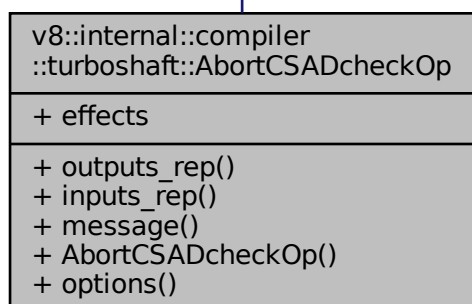 v8::internal::compiler
::turboshaft::AbortCSADcheckOp
+ effects
+ outputs_rep()
+ inputs_rep()
+ message()
+ AbortCSADcheckOp()
+ options()